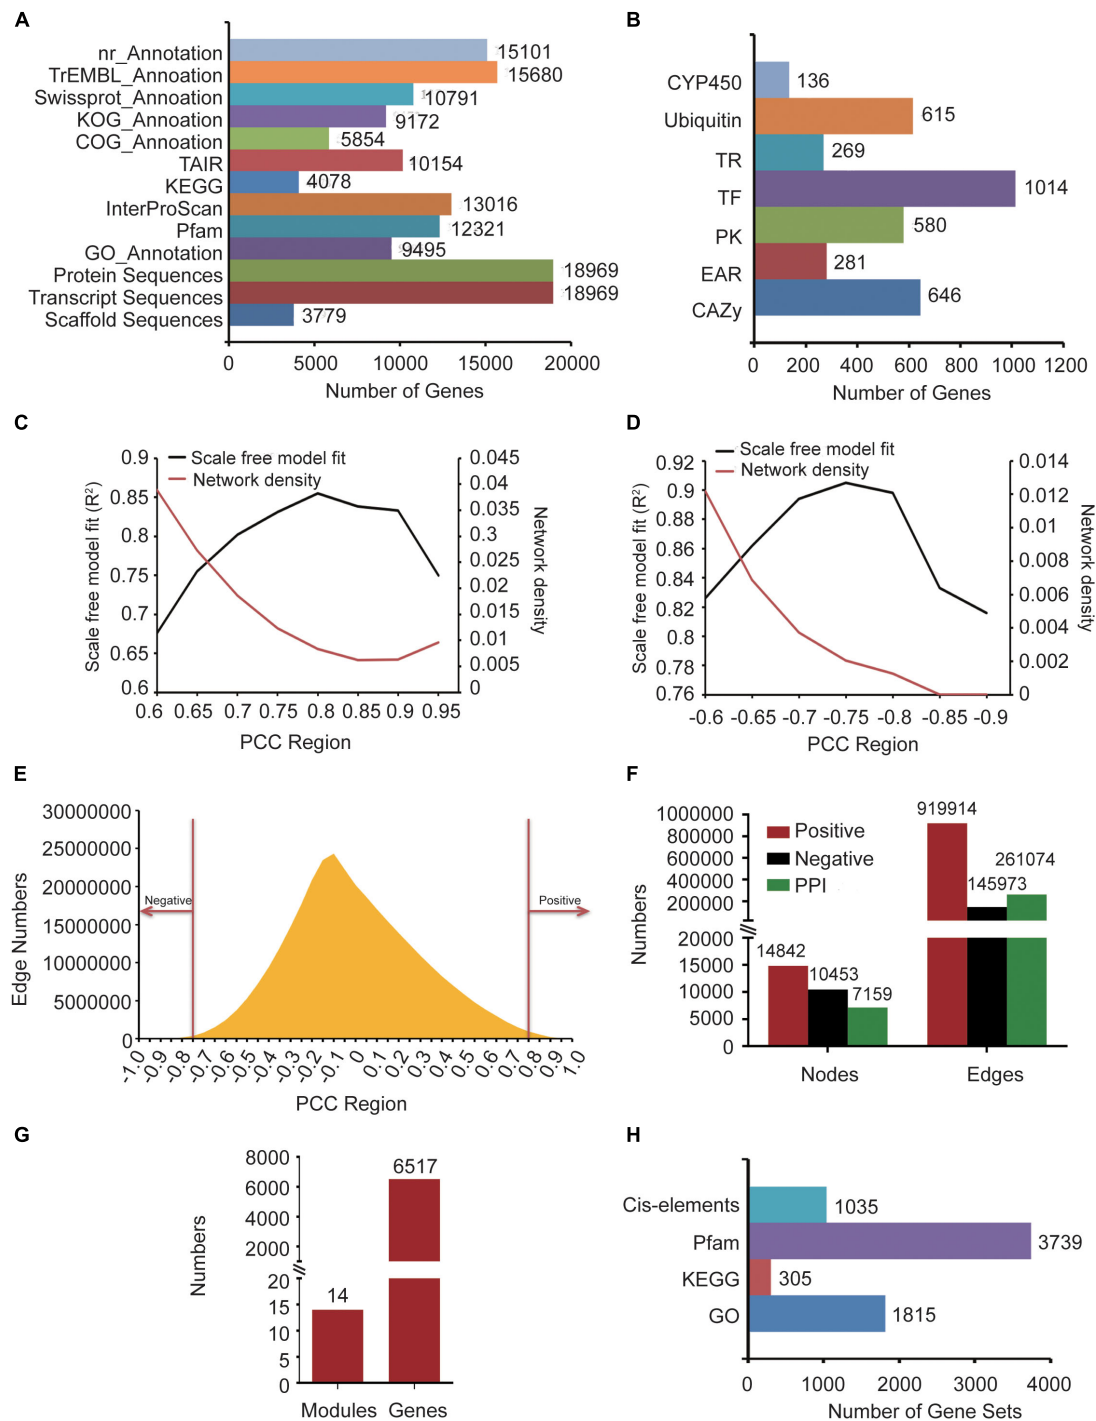 A
nr_Annotation 15101
TrEMBL_Annoation 15680
Swissprot_Annoation 10791
KOG_Annoation 9172
COG_Annoation 5854
TAIR 10154
KEGG 4078
InterProScan 13016
Pfam 12321
GO_Annotation 9495
Protein Sequences 18969
Transcript Sequences 18969
Scaffold Sequences 3779
0 5000 10000 15000 20000
Number of Genes
B
CYP450 136
Ubiquitin 615
TR 269
TF 1014
PK 580
EAR 281
CAZy 646
0 200 400 600 800 1000 1200
Number of Genes
C
Scale free model fit
Network density
Scale free model fit (R²)
0.9
0.85
0.8
0.75
0.7
0.65
0.6
0.045
0.04
0.035
0.03
0.025
0.02
0.015
0.01
0.005
0
Network density
0.6 0.65 0.7 0.75 0.8 0.85 0.9 0.95
PCC Region
D
Scale free model fit
Network density
Scale free model fit (R²)
0.92
0.9
0.88
0.86
0.84
0.82
0.8
0.78
0.76
0.014
0.012
0.01
0.008
0.006
0.004
0.002
0
Network density
-0.6 -0.65 -0.7 -0.75 -0.8 -0.85 -0.9
PCC Region
E
Edge Numbers
30000000
25000000
20000000
15000000
10000000
5000000
0
Negative
Positive
-1.0 -0.9 -0.8 -0.7 -0.6 -0.5 -0.4 -0.3 -0.2 -0.1 0 0.1 0.2 0.3 0.4 0.5 0.6 0.7 0.8 0.9 1.0
PCC Region
F
Numbers
1000000
800000
600000
400000
200000
20000
15000
10000
5000
0
Positive
Negative
PPI
919914
261074
145973
14842
10453
7159
Nodes Edges
G
Numbers
8000
6000
4000
2000
20
15
10
5
0
6517
14
Modules Genes
H
Cis-elements 1035
Pfam 3739
KEGG 305
GO 1815
0 1000 2000 3000 4000
Number of Gene Sets